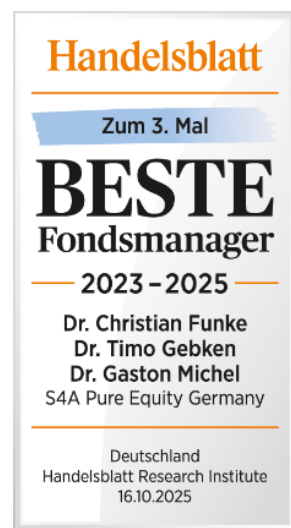 Handelsblatt
Zum 3. Mal
BESTE
Fondsmanager
2023 – 2025
Dr. Christian Funke
Dr. Timo Gebken
Dr. Gaston Michel
S4A Pure Equity Germany
Deutschland
Handelsblatt Research Institute
16.10.2025